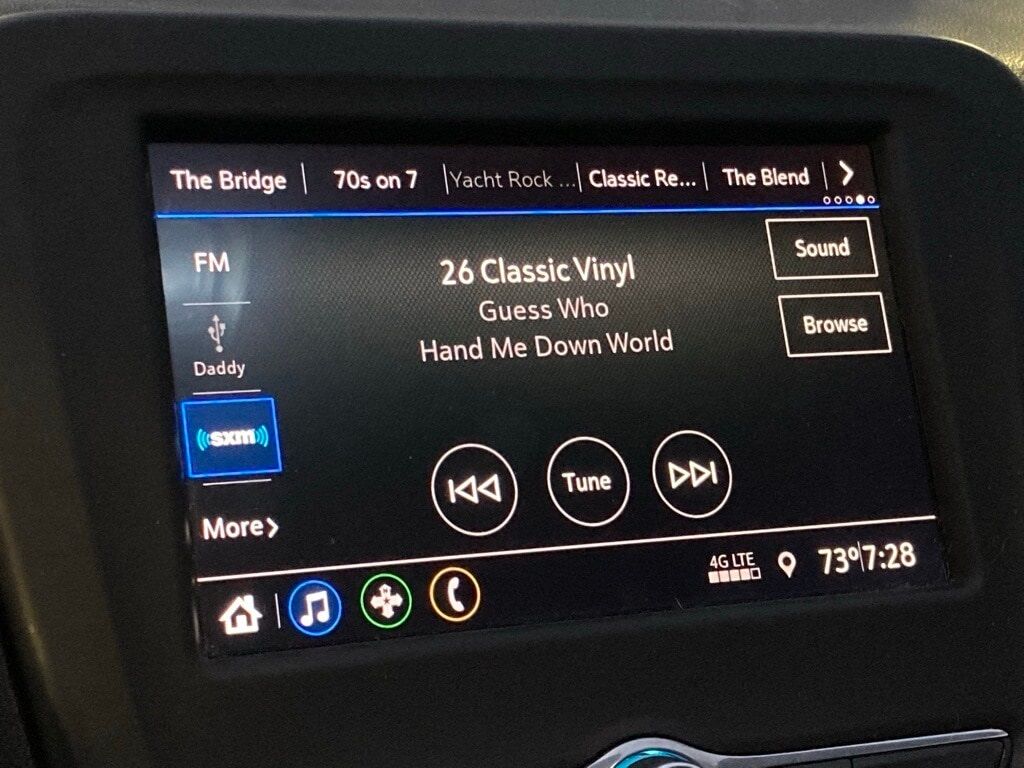 The Bridge
70s on 7
Yacht Rock ...
Classic Re...
The Blend
FM
26 Classic Vinyl
Guess Who
Hand Me Down World
Sound
Browse
Daddy
sxm
Tune
More
4G LTE
73° 7:28